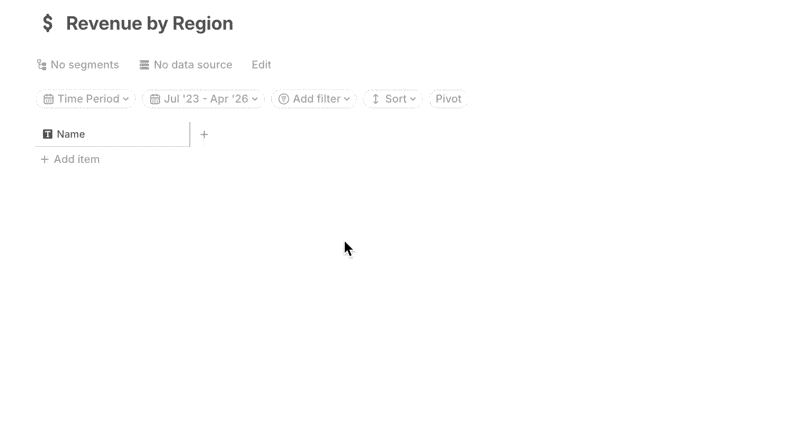 $ Revenue by Region
No segments No data source Edit
Time Period Jul '23 - Apr '26 Add filter Sort Pivot
T Name +
+ Add item